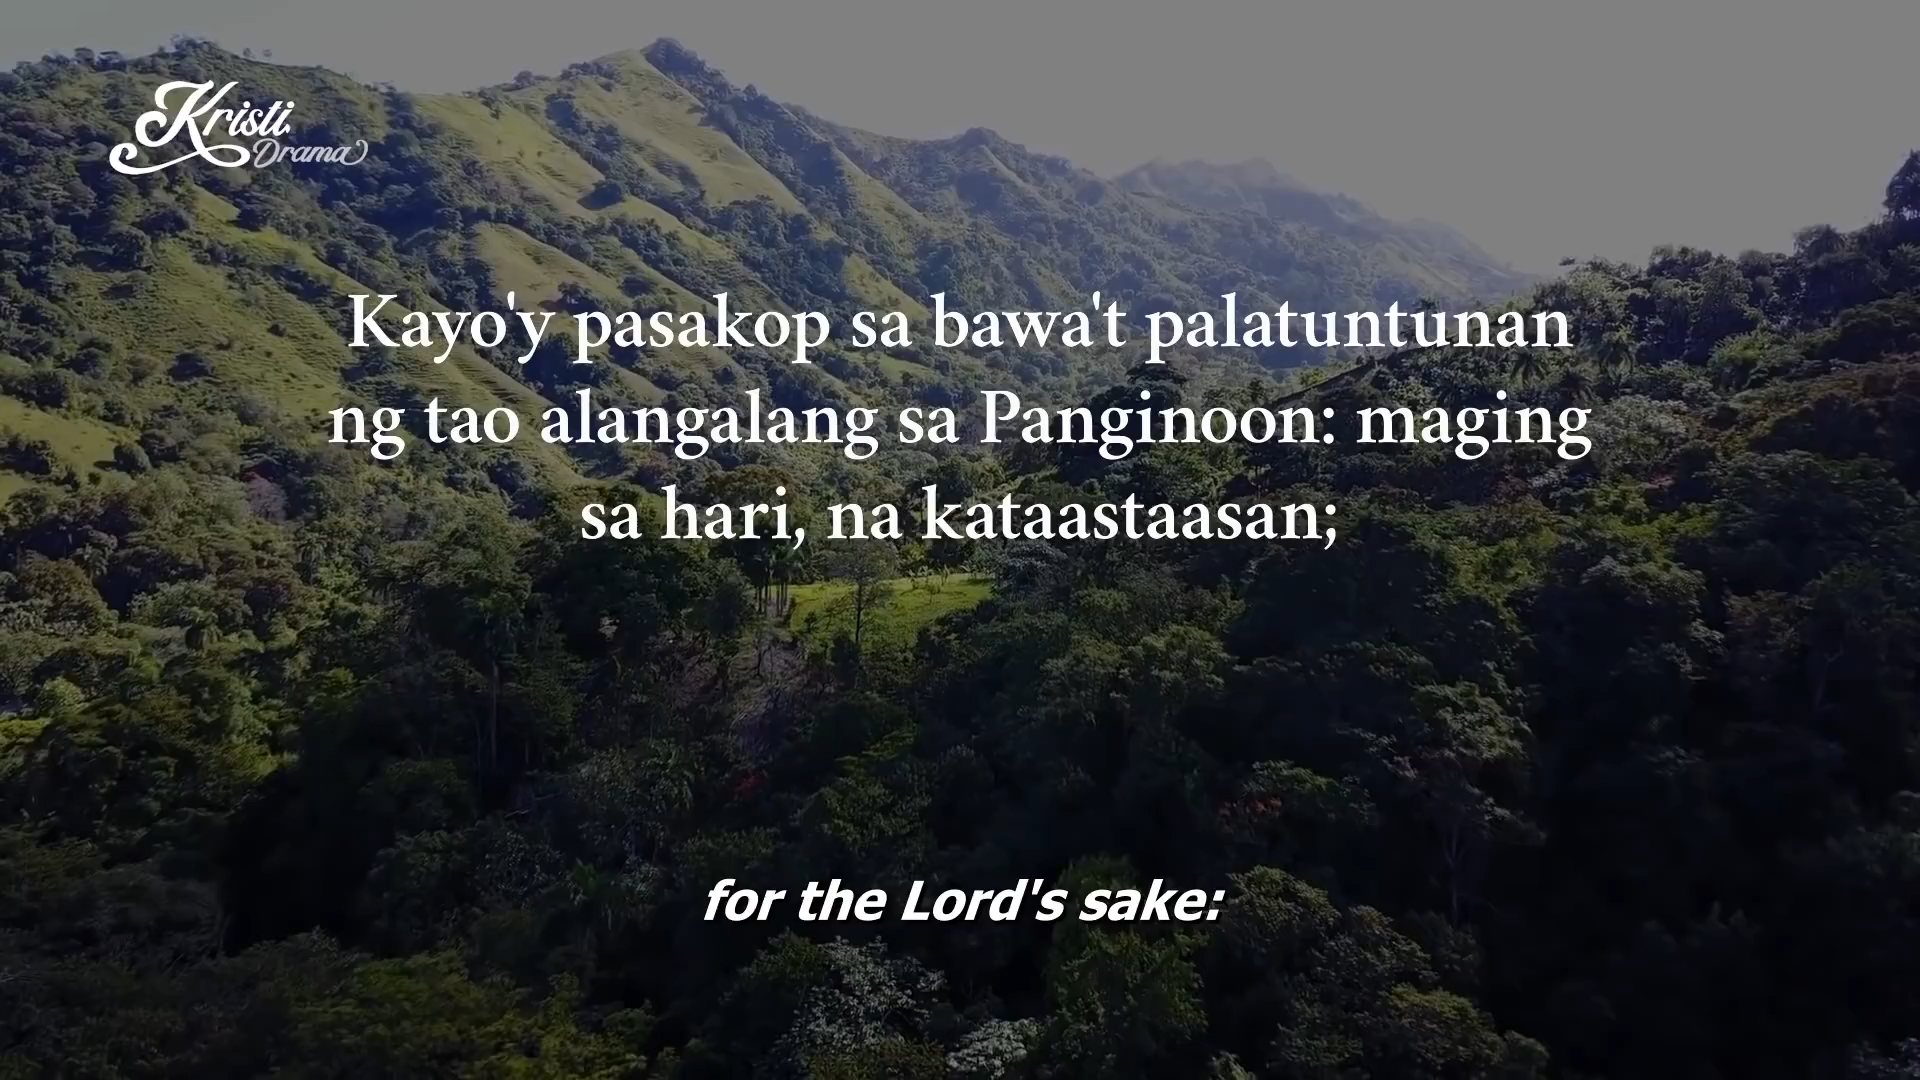 Kristi
Drama
Kayo'y pasakop sa bawa't palatuntunan
ng tao alangalang sa Panginoon: maging
sa hari, na kataastaasan;
for the Lord's sake: